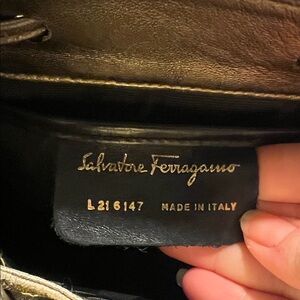 Salvatore Ferragamo
L21 6147 MADE IN ITALY